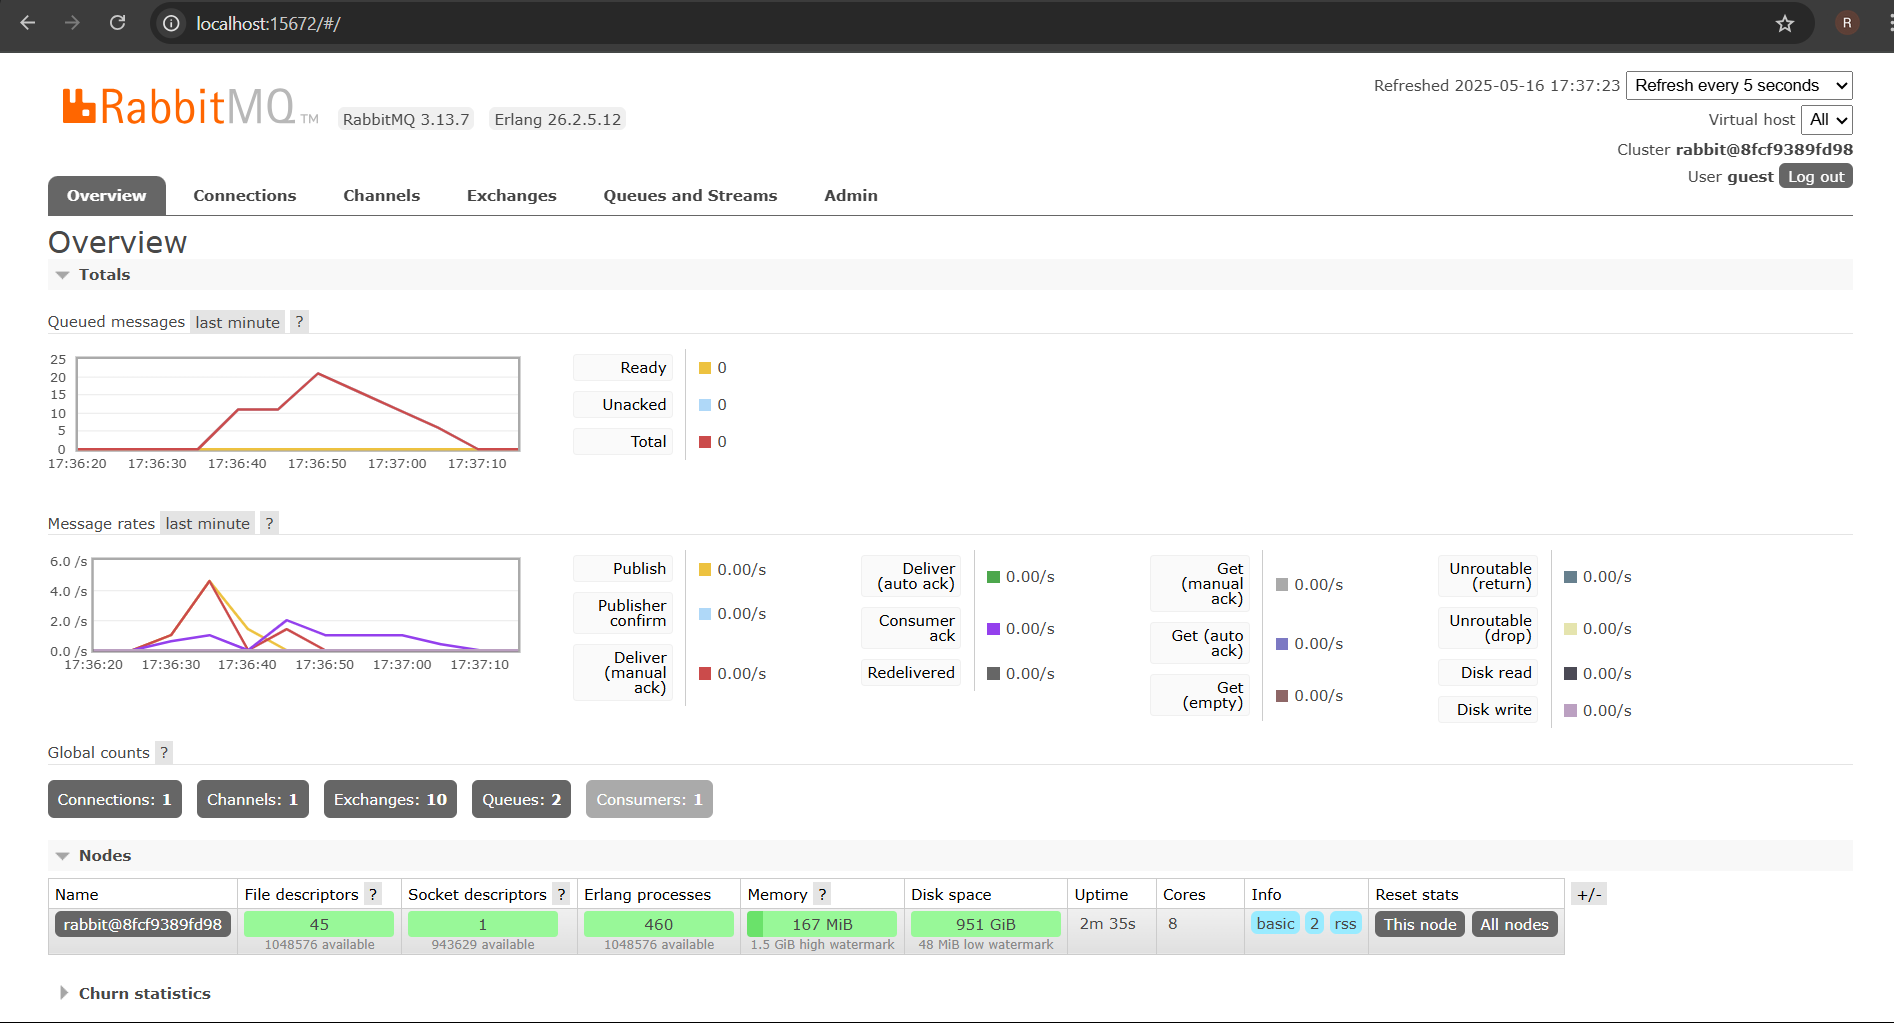 localhost:15672/#/
R
RabbitMQ TM
RabbitMQ 3.13.7 Erlang 26.2.5.12
Refreshed 2025-05-16 17:37:23 Refresh every 5 seconds
Virtual host All
Cluster rabbit@8fcf9389fd98
User guest Log out
Overview Connections Channels Exchanges Queues and Streams Admin
Overview
Totals
Queued messages last minute ?
25
20
15
10
5
0
17:36:20 17:36:30 17:36:40 17:36:50 17:37:00 17:37:10
Ready 0
Unacked 0
Total 0
Message rates last minute ?
6.0 /s
4.0 /s
2.0 /s
0.0 /s
17:36:20 17:36:30 17:36:40 17:36:50 17:37:00 17:37:10
Publish 0.00/s
Publisher
confirm 0.00/s
Deliver
(manual
ack) 0.00/s
Deliver
(auto ack) 0.00/s
Consumer
ack 0.00/s
Redelivered 0.00/s
Get
(manual
ack) 0.00/s
Get (auto
ack) 0.00/s
Get
(empty) 0.00/s
Unroutable
(return) 0.00/s
Unroutable
(drop) 0.00/s
Disk read 0.00/s
Disk write 0.00/s
Global counts ?
Connections: 1 Channels: 1 Exchanges: 10 Queues: 2 Consumers: 1
Nodes
Name File descriptors ? Socket descriptors ? Erlang processes Memory ? Disk space Uptime Cores Info Reset stats +/-
rabbit@8fcf9389fd98 45 1 460 167 MiB 951 GiB 2m 35s 8 basic 2 rss This node All nodes
1048576 available 943629 available 1048576 available 1.5 GiB high watermark 48 MiB low watermark
Churn statistics